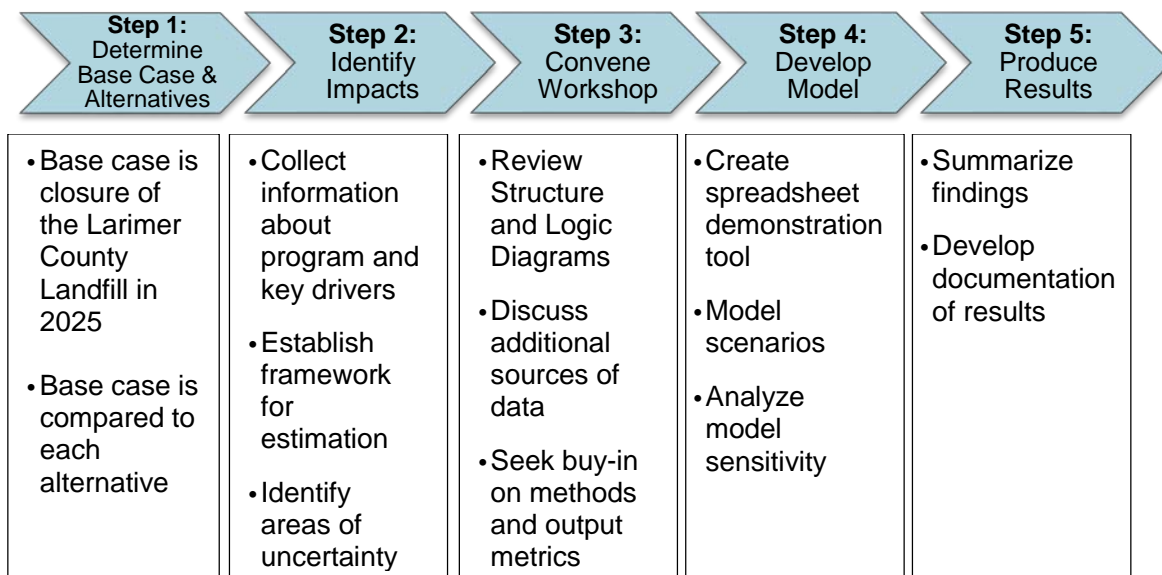 Step 1:
Determine
Base Case &
Alternatives
Step 2:
Identify
Impacts
Step 3:
Convene
Workshop
Step 4:
Develop
Model
Step 5:
Produce
Results
•Base case is
closure of
the Larimer
County
Landfill in
2025
•Base case is
compared to
each
alternative
•Collect
information
about
program and
key drivers
•Establish
framework
for
estimation
•Identify
areas of
uncertainty
•Review
Structure
and Logic
Diagrams
•Discuss
additional
sources of
data
•Seek buy-in
on methods
and output
metrics
•Create
spreadsheet
demonstration
tool
•Model
scenarios
•Analyze
model
sensitivity
•Summarize
findings
•Develop
documentation
of results